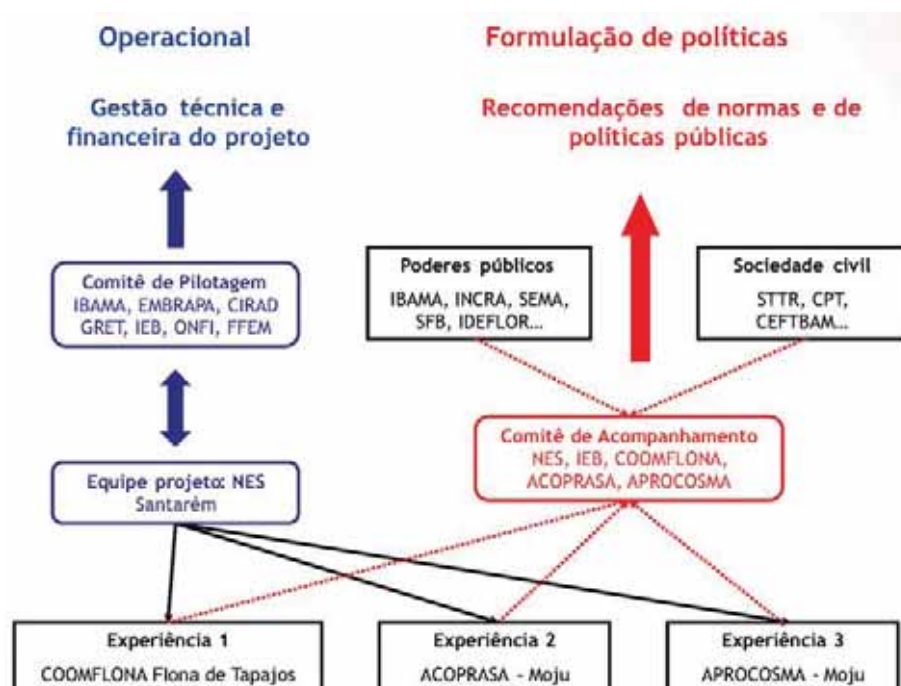 Operacional
Gestão técnica e
financeira do projeto
Formulação de políticas
Recomendações de normas e de
políticas públicas
Comitê de Pilotagem
IBAMA, EMBRAPA, CIRAD
GRET, IEB, ONFI, FFEM
Poderes públicos
IBAMA, INCRA, SEMA,
SFB, IDEFLOR...
Sociedade civil
STTR, CPT,
CEFTBAM...
Equipe projeto: NES
Santarém
Comitê de Acompanhamento
NES, IEB, COOMFLONA,
ACOPRASA, APROCOSMA
Experiência 1
COOMFLONA Flona de Tapajos
Experiência 2
ACOPRASA - Moju
Experiência 3
APROCOSMA - Moju